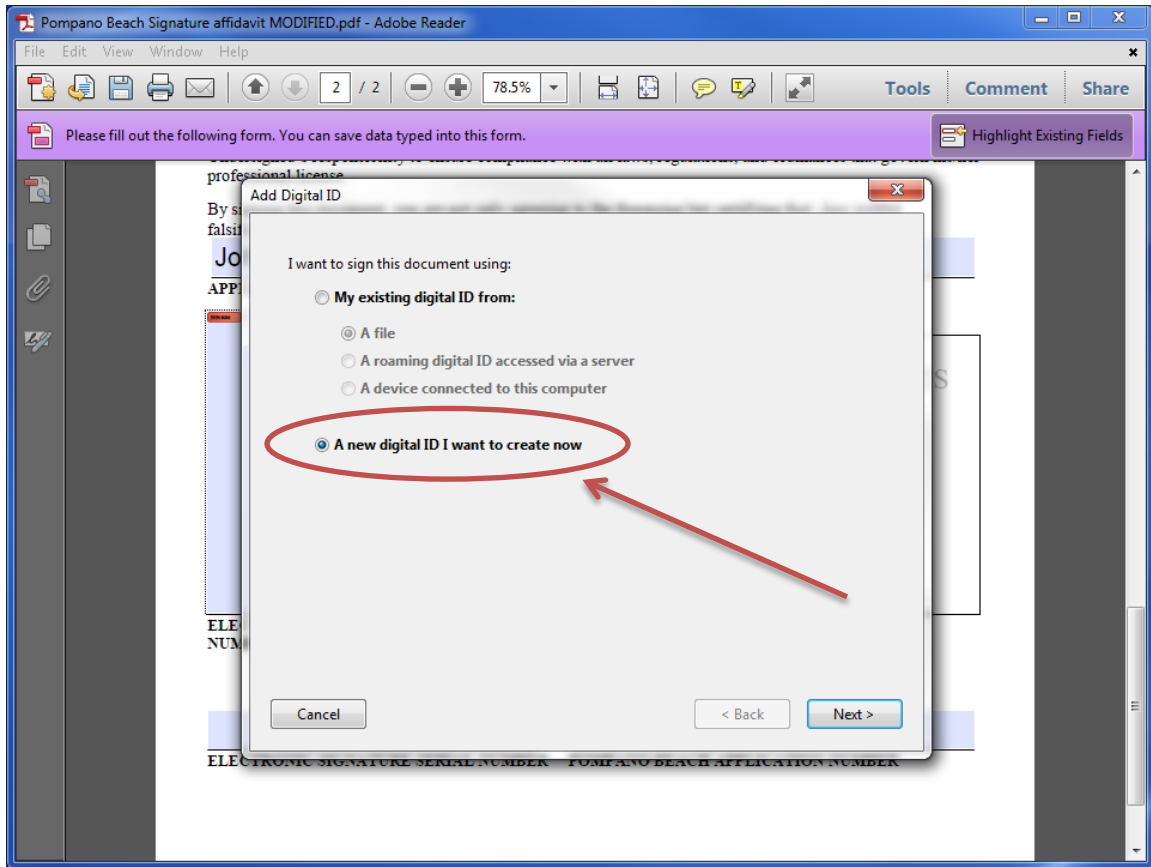 Pompano Beach Signature affidavit MODIFIED.pdf - Adobe Reader
File Edit View Window Help
2 / 2 78.5% Tools Comment Share
Please fill out the following form. You can save data typed into this form. Highlight Existing Fields
professional license
Add Digital ID
By
falsif
Jo
I want to sign this document using:
APP
My existing digital ID from:
A file
A roaming digital ID accessed via a server
A device connected to this computer
S
A new digital ID I want to create now
ELE
NUM
Cancel < Back Next >
ELECTRONIC SIGNATURE SERIAL NUMBER POMPANO BEACH APPLICATION NUMBER